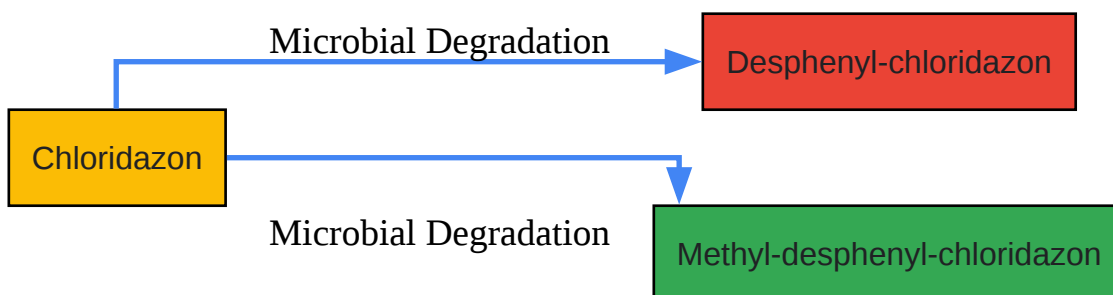 Microbial Degradation
Desphenyl-chloridazon
Chloridazon
Microbial Degradation
Methyl-desphenyl-chloridazon